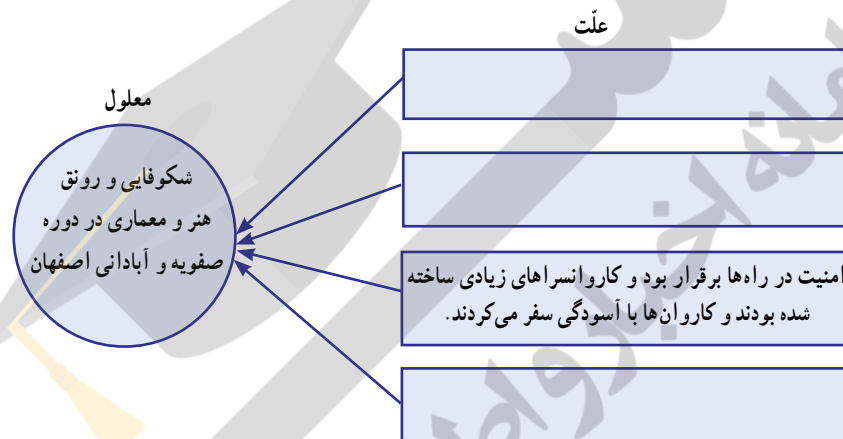 علّت
معلول
شکوفایی و رونق
هنر و معماری در دوره
صفویه و آبادانی اصفهان
امنیت در راه‌ها برقرار بود و کاروانسراهای زیادی ساخته
شده بودند و کاروان‌ها با آسودگی سفر می‌کردند.